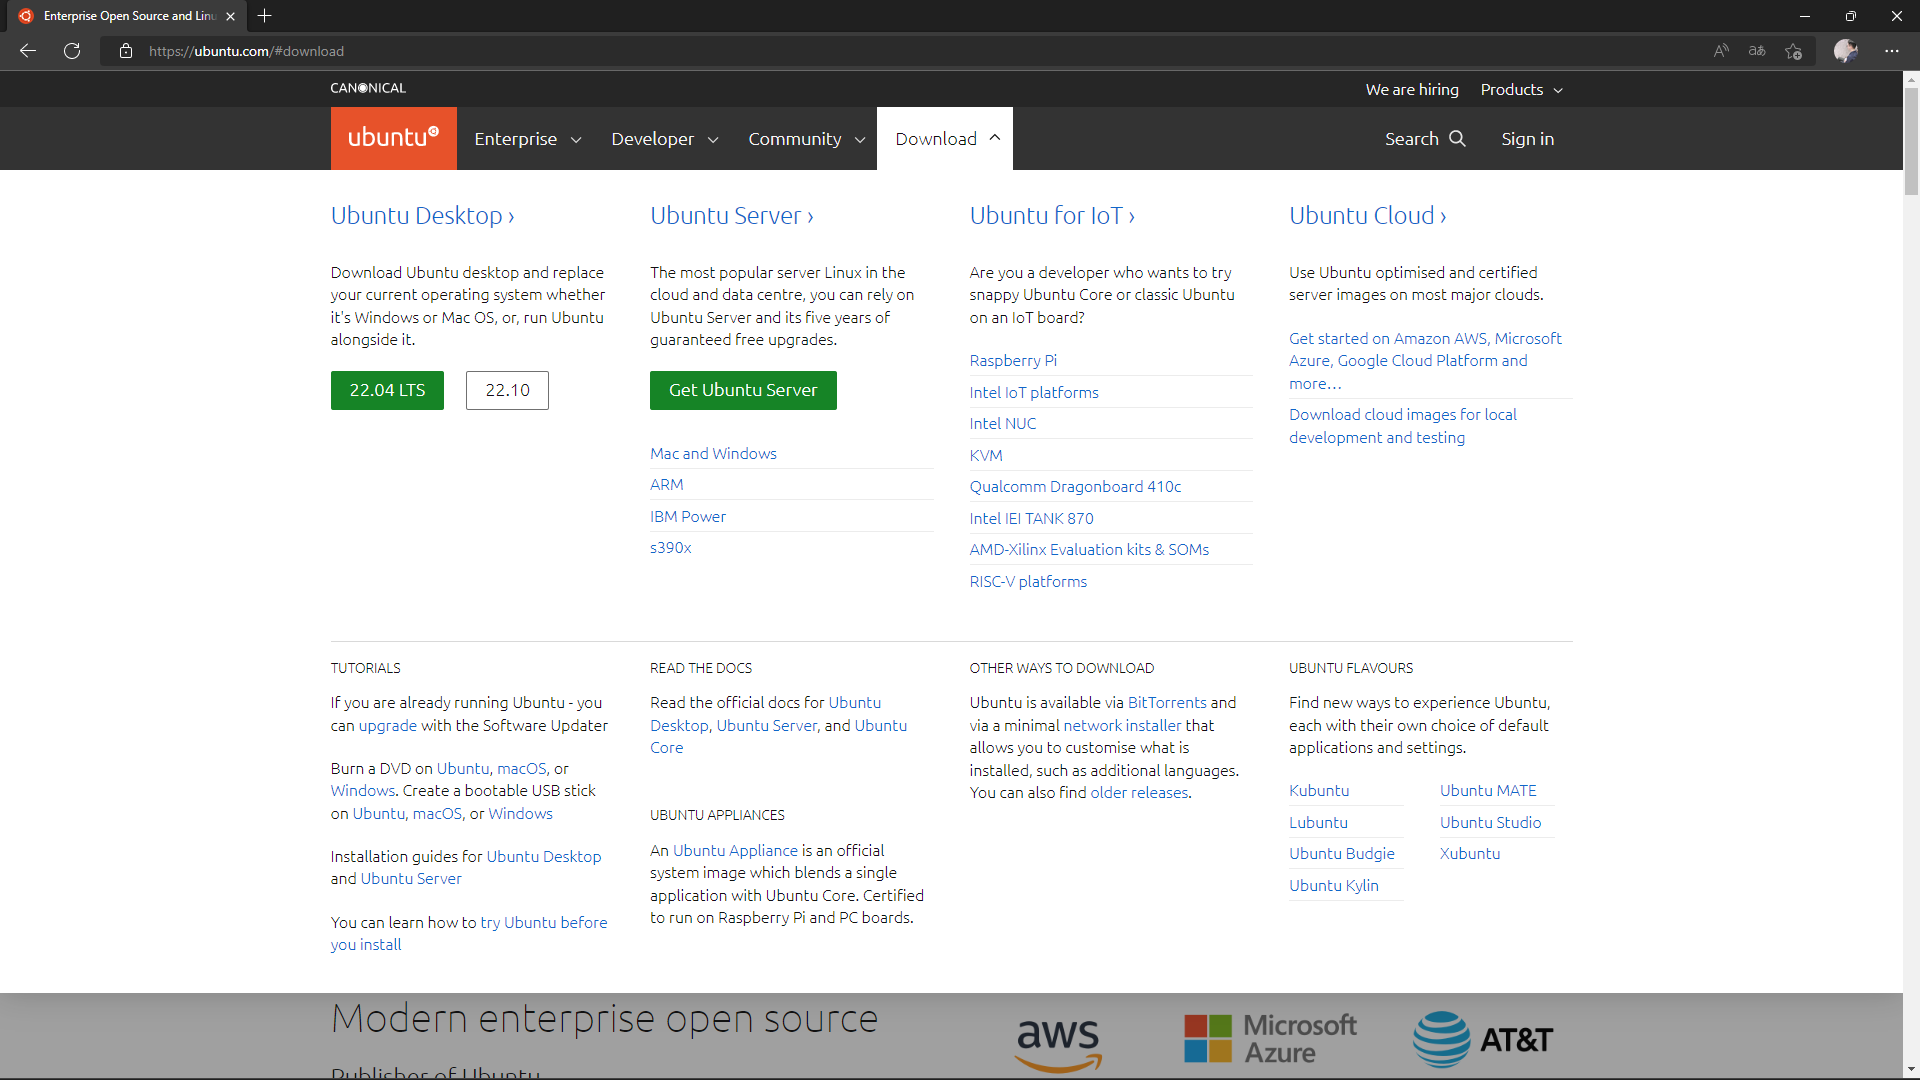 Enterprise Open Source and Linu
https://ubuntu.com/#download
CANONICAL
We are hiring
Products
ubuntu
Enterprise
Developer
Community
Download
Search
Sign in
Ubuntu Desktop ›
Download Ubuntu desktop and replace
your current operating system whether
it's Windows or Mac OS, or, run Ubuntu
alongside it.
22.04 LTS
22.10
Ubuntu Server ›
The most popular server Linux in the
cloud and data centre, you can rely on
Ubuntu Server and its five years of
guaranteed free upgrades.
Get Ubuntu Server
Mac and Windows
ARM
IBM Power
s390x
Ubuntu for IoT ›
Are you a developer who wants to try
snappy Ubuntu Core or classic Ubuntu
on an IoT board?
Raspberry Pi
Intel IoT platforms
Intel NUC
KVM
Qualcomm Dragonboard 410c
Intel IEI TANK 870
AMD-Xilinx Evaluation kits & SOMs
RISC-V platforms
Ubuntu Cloud ›
Use Ubuntu optimised and certified
server images on most major clouds.
Get started on Amazon AWS, Microsoft
Azure, Google Cloud Platform and
more…
Download cloud images for local
development and testing
TUTORIALS
If you are already running Ubuntu - you
can upgrade with the Software Updater
Burn a DVD on Ubuntu, macOS, or
Windows. Create a bootable USB stick
on Ubuntu, macOS, or Windows
Installation guides for Ubuntu Desktop
and Ubuntu Server
You can learn how to try Ubuntu before
you install
READ THE DOCS
Read the official docs for Ubuntu
Desktop, Ubuntu Server, and Ubuntu
Core
UBUNTU APPLIANCES
An Ubuntu Appliance is an official
system image which blends a single
application with Ubuntu Core. Certified
to run on Raspberry Pi and PC boards.
OTHER WAYS TO DOWNLOAD
Ubuntu is available via BitTorrents and
via a minimal network installer that
allows you to customise what is
installed, such as additional languages.
You can also find older releases.
UBUNTU FLAVOURS
Find new ways to experience Ubuntu,
each with their own choice of default
applications and settings.
Kubuntu
Lubuntu
Ubuntu Budgie
Ubuntu Kylin
Ubuntu MATE
Ubuntu Studio
Xubuntu
Modern enterprise open source
Publisher of Ubuntu
aws
Microsoft
Azure
AT&T